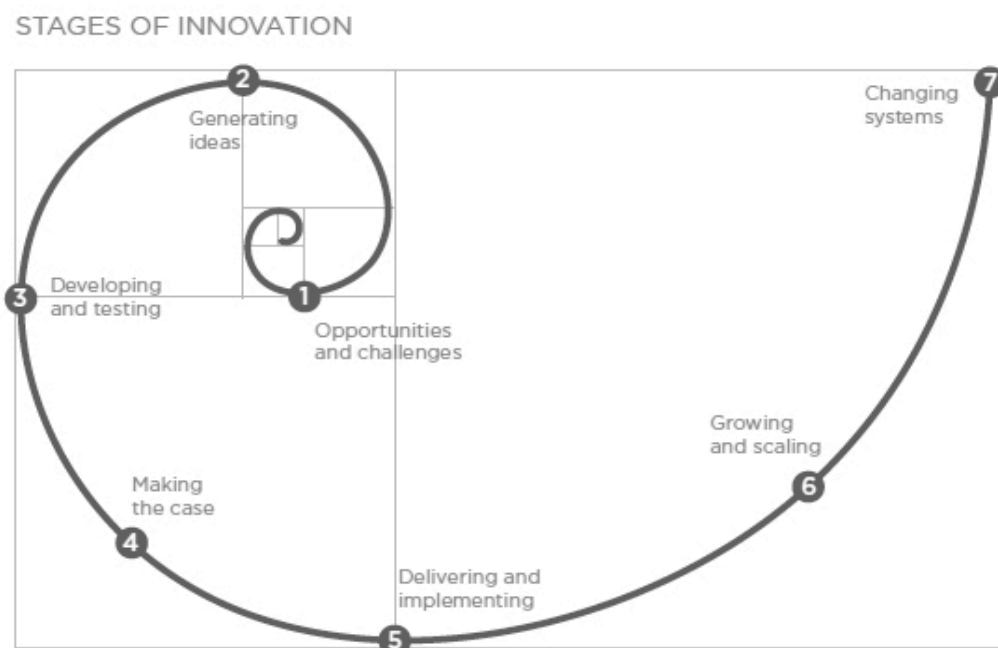 STAGES OF INNOVATION
1
Opportunities
and challenges
2
Generating
ideas
3
Developing
and testing
4
Making
the case
5
Delivering and
implementing
6
Growing
and scaling
7
Changing
systems